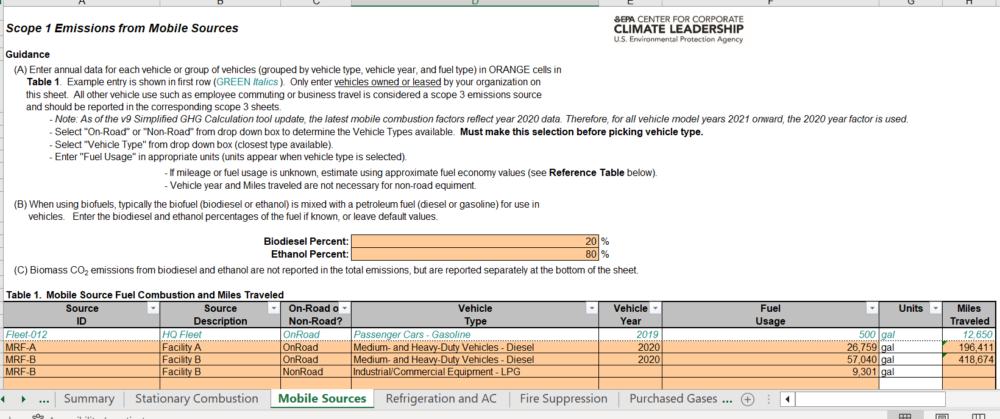 A B C D E F G H
Scope 1 Emissions from Mobile Sources
EPA CENTER FOR CORPORATE
CLIMATE LEADERSHIP
U.S. Environmental Protection Agency
Guidance
(A) Enter annual data for each vehicle or group of vehicles (grouped by vehicle type, vehicle year, and fuel type) in ORANGE cells in
Table 1. Example entry is shown in first row (GREEN Italics). Only enter vehicles owned or leased by your organization on
this sheet. All other vehicle use such as employee commuting or business travel is considered a scope 3 emissions source
and should be reported in the corresponding scope 3 sheets.
- Note: As of the v9 Simplified GHG Calculation tool update, the latest mobile combustion factors reflect year 2020 data. Therefore, for all vehicle model years 2021 onward, the 2020 year factor is used.
- Select "On-Road" or "Non-Road" from drop down box to determine the Vehicle Types available. Must make this selection before picking vehicle type.
- Select "Vehicle Type" from drop down box (closest type available).
- Enter "Fuel Usage" in appropriate units (units appear when vehicle type is selected).
- If mileage or fuel usage is unknown, estimate using approximate fuel economy values (see Reference Table below).
- Vehicle year and Miles traveled are not necessary for non-road equiment.
(B) When using biofuels, typically the biofuel (biodiesel or ethanol) is mixed with a petroleum fuel (diesel or gasoline) for use in
vehicles. Enter the biodiesel and ethanol percentages of the fuel if known, or leave default values.
Biodiesel Percent: 20 %
Ethanol Percent: 80 %
(C) Biomass CO2 emissions from biodiesel and ethanol are not reported in the total emissions, but are reported separately at the bottom of the sheet.
Table 1. Mobile Source Fuel Combustion and Miles Traveled
Source Source On-Road o Vehicle Vehicle Fuel Units Miles
ID Description Non-Road? Type Year Usage Traveled
Fleet-012 HQ Fleet OnRoad Passenger Cars - Gasoline 2019 500 gal 12,650
MRF-A Facility A OnRoad Medium- and Heavy-Duty Vehicles - Diesel 2020 26,759 gal 196,411
MRF-B Facility B OnRoad Medium- and Heavy-Duty Vehicles - Diesel 2020 57,040 gal 418,674
MRF-B Facility B NonRoad Industrial/Commercial Equipment - LPG 9,301 gal
... Summary Stationary Combustion Mobile Sources Refrigeration and AC Fire Suppression Purchased Gases ...